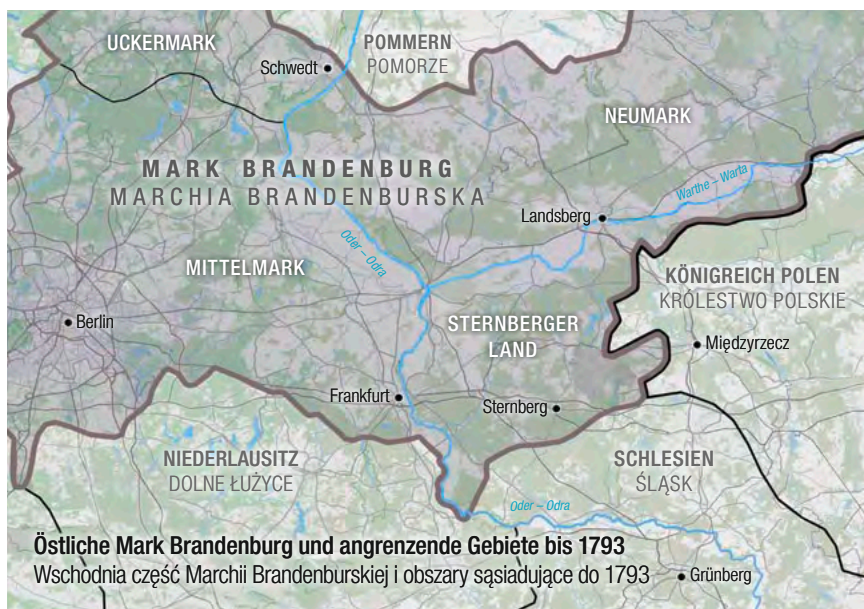 UCKERMARK
POMMERN
POMORZE
Schwedt
NEUMARK
MARK BRANDENBURG
MARCHIA BRANDENBURSKA
Warthe – Warta
Landsberg
Oder – Odra
MITTELMARK
KÖNIGREICH POLEN
KRÓLESTWO POLSKIE
Berlin
STERNBERGER
LAND
Międzyrzecz
Frankfurt
Sternberg
NIEDERLAUSITZ
DOLNE ŁUŻYCE
SCHLESIEN
ŚLĄSK
Oder – Odra
Östliche Mark Brandenburg und angrenzende Gebiete bis 1793
Wschodnia część Marchii Brandenburskiej i obszary sąsiadujące do 1793
Grünberg